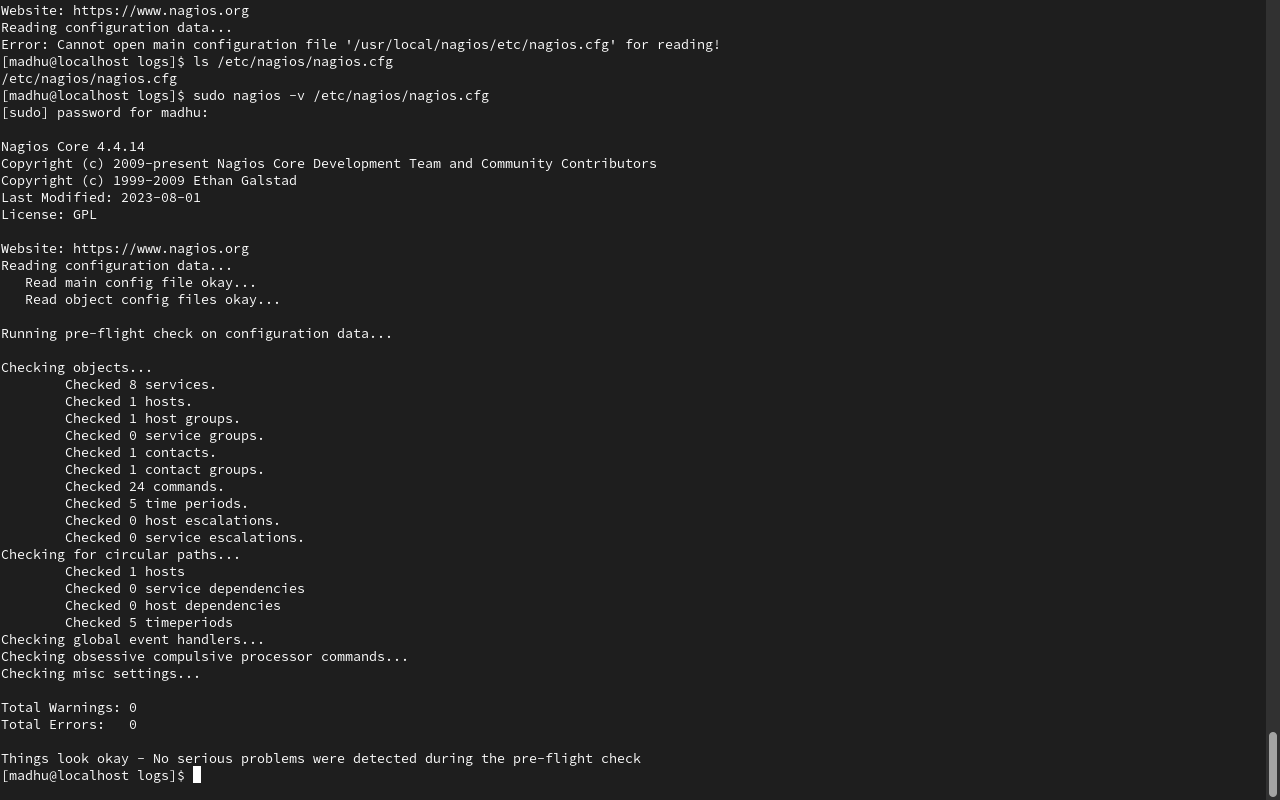 Website: https://www.nagios.org
Reading configuration data...
Error: Cannot open main configuration file '/usr/local/nagios/etc/nagios.cfg' for reading!
[madhu@localhost logs]$ ls /etc/nagios/nagios.cfg
/etc/nagios/nagios.cfg
[madhu@localhost logs]$ sudo nagios -v /etc/nagios/nagios.cfg
[sudo] password for madhu:

Nagios Core 4.4.14
Copyright (c) 2009-present Nagios Core Development Team and Community Contributors
Copyright (c) 1999-2009 Ethan Galstad
Last Modified: 2023-08-01
License: GPL

Website: https://www.nagios.org
Reading configuration data...
   Read main config file okay...
   Read object config files okay...

Running pre-flight check on configuration data...

Checking objects...
        Checked 8 services.
        Checked 1 hosts.
        Checked 1 host groups.
        Checked 0 service groups.
        Checked 1 contacts.
        Checked 1 contact groups.
        Checked 24 commands.
        Checked 5 time periods.
        Checked 0 host escalations.
        Checked 0 service escalations.
Checking for circular paths...
        Checked 1 hosts
        Checked 0 service dependencies
        Checked 0 host dependencies
        Checked 5 timeperiods
Checking global event handlers...
Checking obsessive compulsive processor commands...
Checking misc settings...

Total Warnings: 0
Total Errors:   0

Things look okay - No serious problems were detected during the pre-flight check
[madhu@localhost logs]$